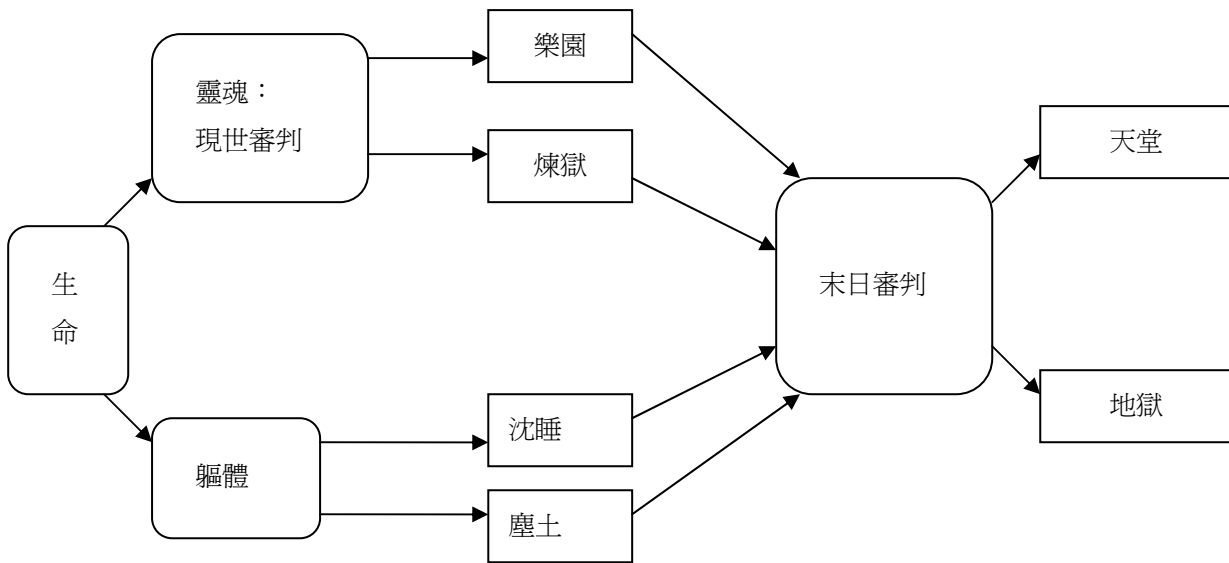 樂園
靈魂：
現世審判
煉獄
天堂
生
命
末日審判
沈睡
地獄
軀體
塵土